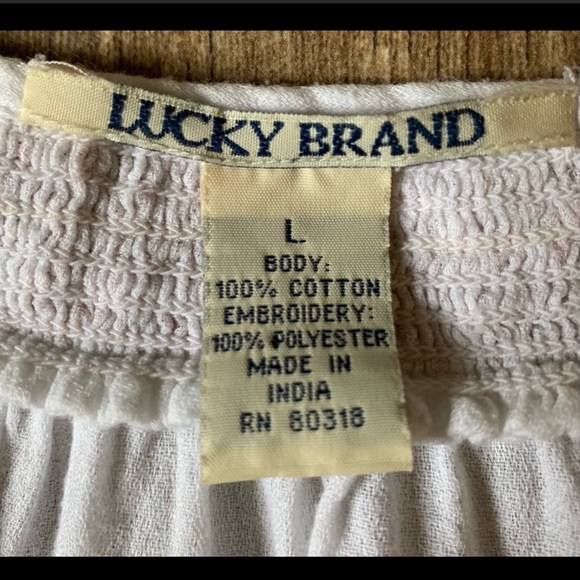 LUCKY BRAND
L
BODY:
100% COTTON
EMBROIDERY:
100% POLYESTER
MADE IN
INDIA
RN 80318